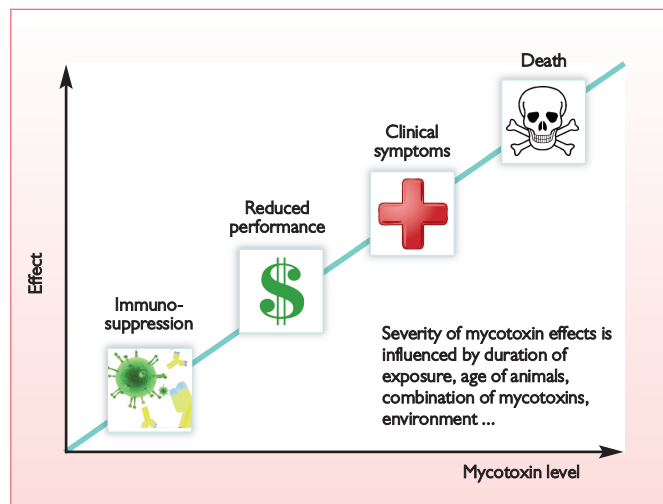 Death
Clinical
symptoms
Reduced
performance
Immuno-
suppression
Effect
Severity of mycotoxin effects is
influenced by duration of
exposure, age of animals,
combination of mycotoxins,
environment ...
Mycotoxin level
$